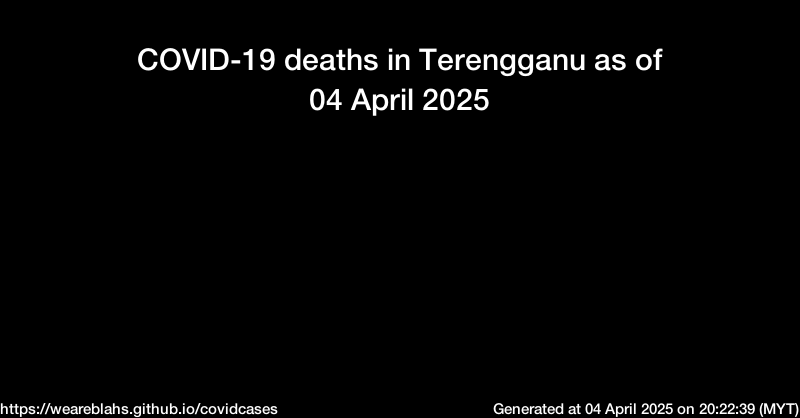 COVID-19 deaths in Terengganu as of
04 April 2025
https://weareblahs.github.io/covidcases
Generated at 04 April 2025 on 20:22:39 (MYT)